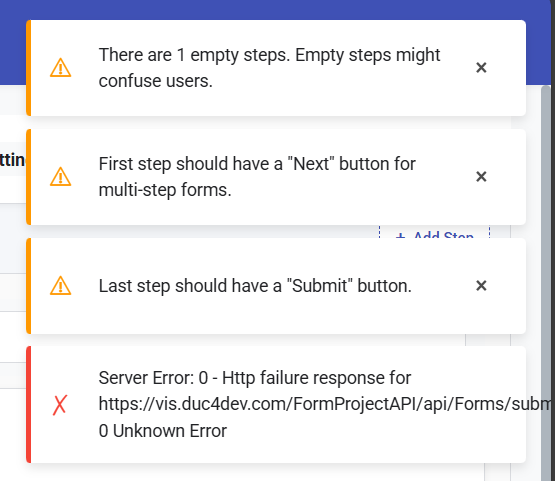 There are 1 empty steps. Empty steps might
confuse users.
First step should have a "Next" button for
multi-step forms.
+ Add Step
Last step should have a "Submit" button.
Server Error: 0 - Http failure response for
https://vis.duc4dev.com/FormProjectAPI/api/Forms/subm
0 Unknown Error